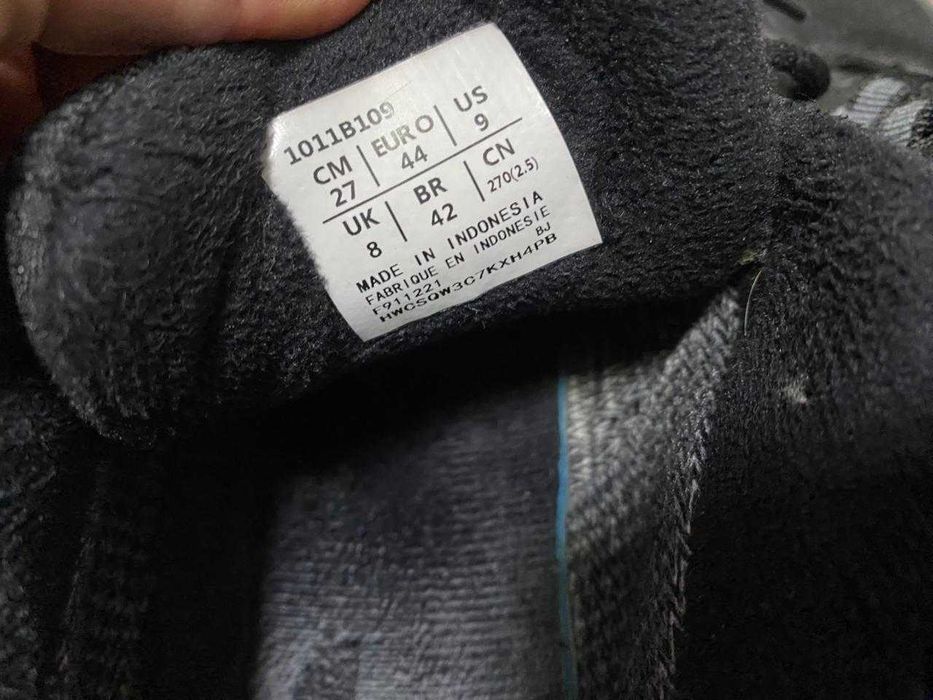 1011B109
CM EURO US
27 44 9
UK BR CN
8 42 270(2.5)
MADE IN INDONESIA
FABRIQUE EN INDONESIE
F911221 BJ
HWCSQW3C7KXH4PB